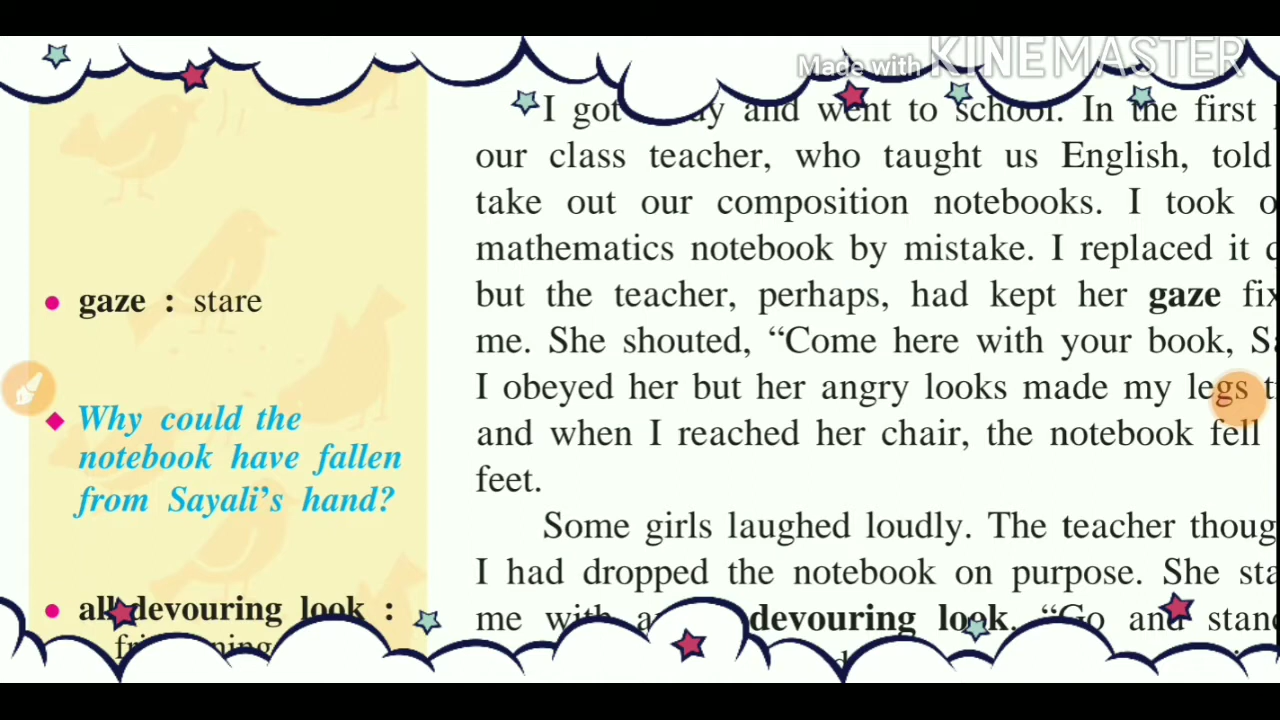 Made with KINEMASTER
I got and went to school. In the first
our class teacher, who taught us English, told
take out our composition notebooks. I took
mathematics notebook by mistake. I replaced it
but the teacher, perhaps, had kept her gaze
me. She shouted, “Come here with your book,
I obeyed her but her angry looks made my legs
and when I reached her chair, the notebook fell
feet.
Some girls laughed loudly. The teacher
I had dropped the notebook on purpose. She
me with devouring look. “Go and
• gaze : stare
◆ Why could the
notebook have fallen
from Sayali’s hand?
• all devouring look :